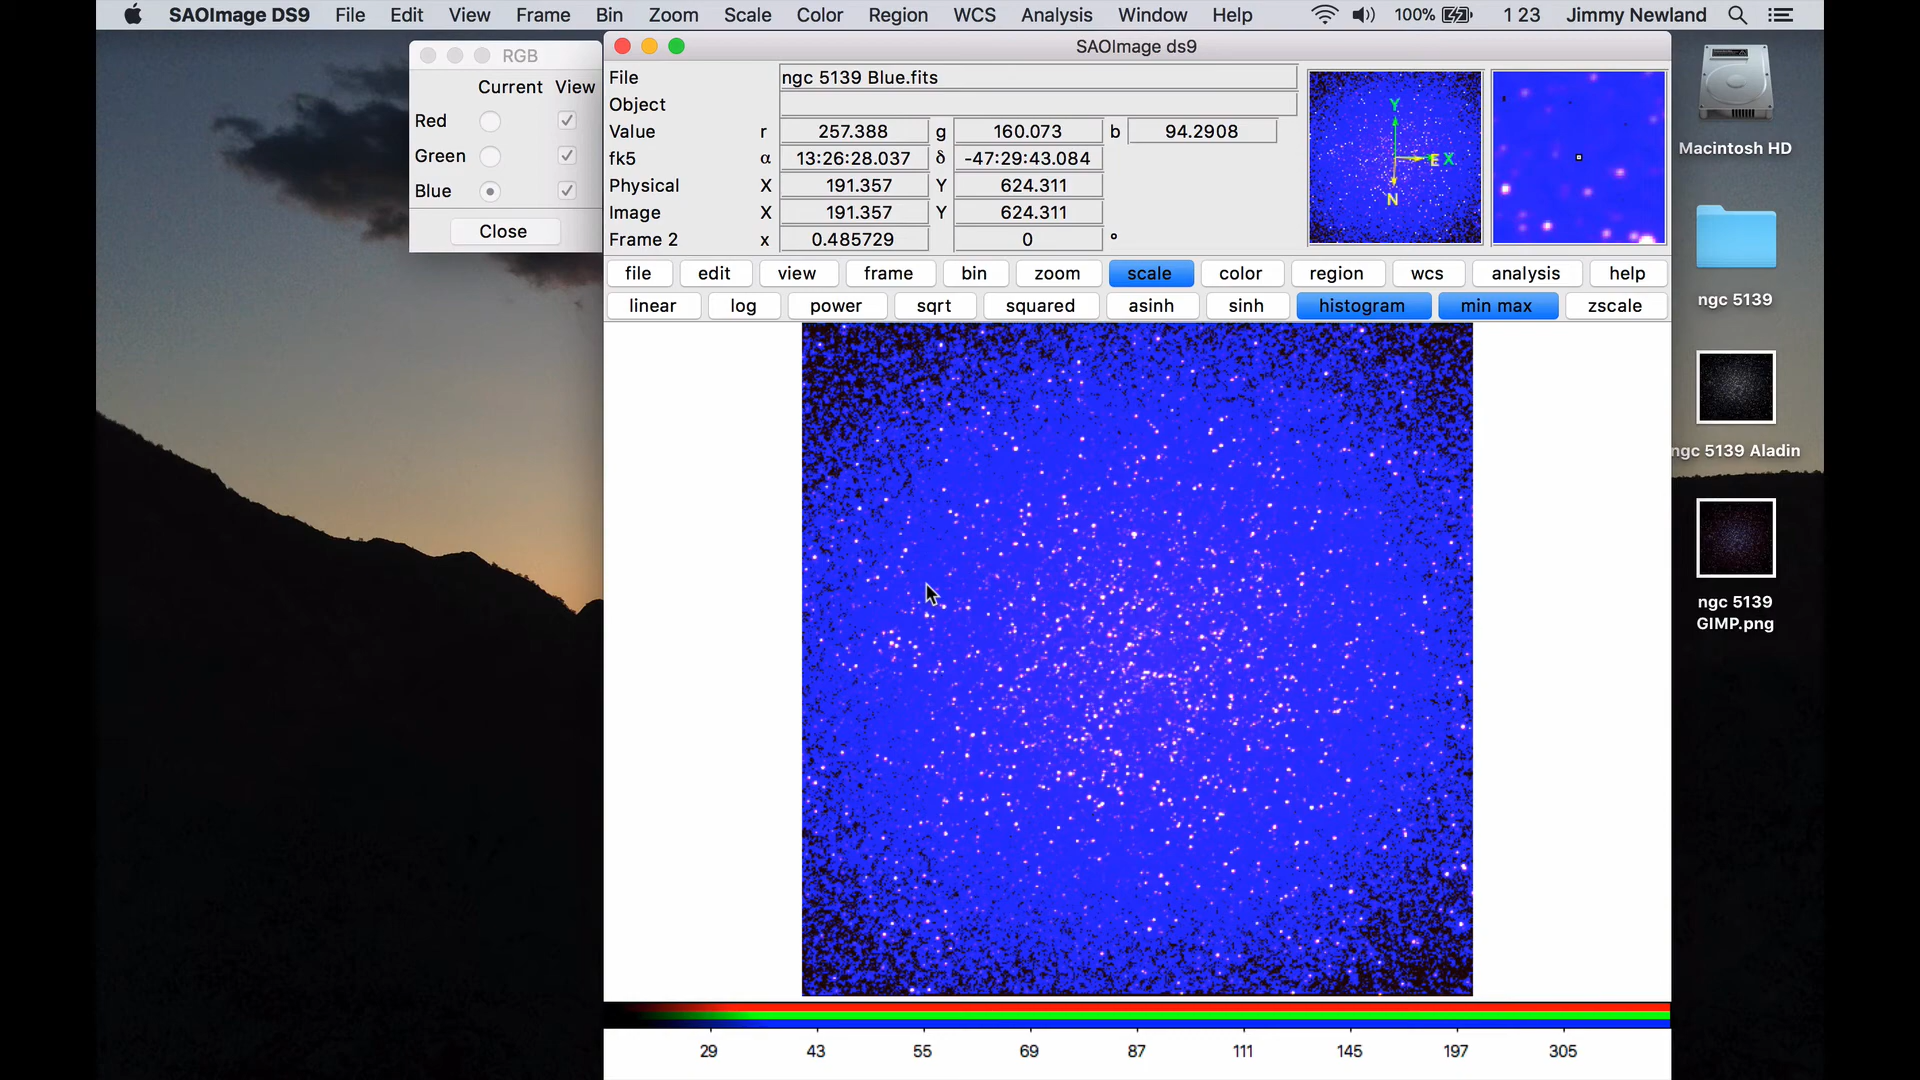 SAOImage DS9 File Edit View Frame Bin Zoom Scale Color Region WCS Analysis Window Help 100% 1 23 Jimmy Newland
RGB
Current View
Red
Green
Blue
Close
SAOImage ds9
File ngc 5139 Blue.fits
Object
Value r 257.388 g 160.073 b 94.2908
fk5 α 13:26:28.037 δ -47:29:43.084
Physical X 191.357 Y 624.311
Image X 191.357 Y 624.311
Frame 2 x 0.485729 0 °
Y
E X
N
file edit view frame bin zoom scale color region wcs analysis help
linear log power sqrt squared asinh sinh histogram min max zscale
29 43 55 69 87 111 145 197 305
Macintosh HD
ngc 5139
ngc 5139 Aladin
ngc 5139
GIMP.png